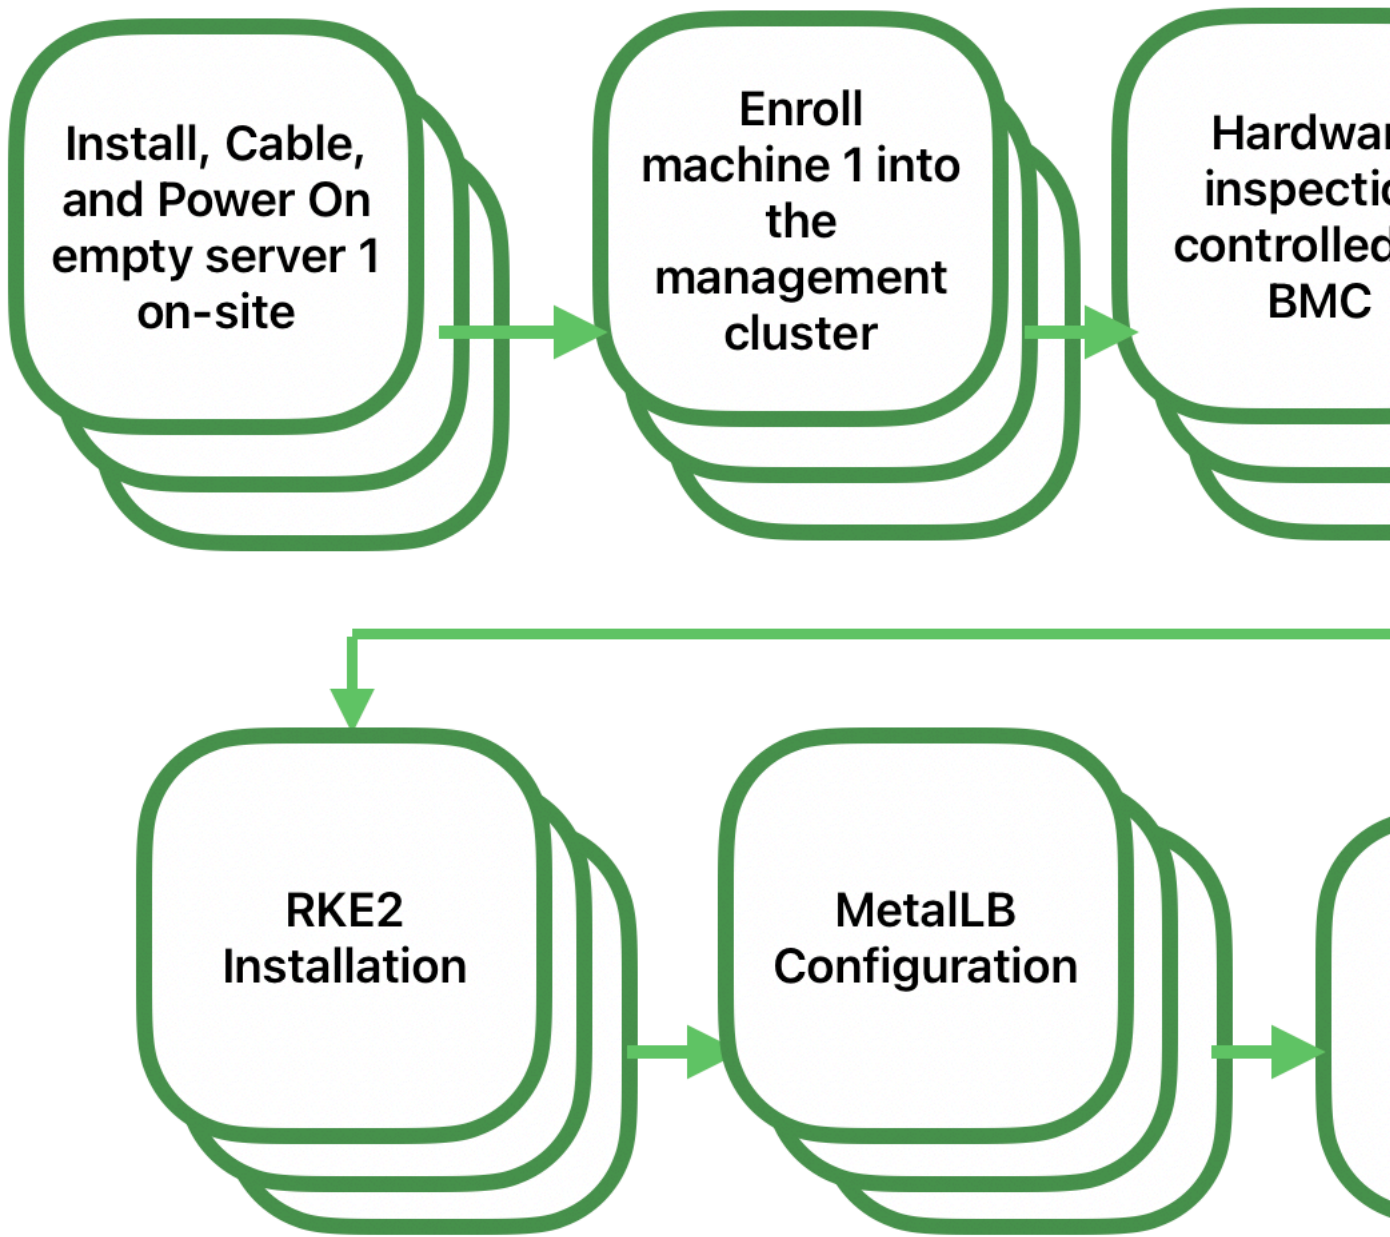 Install, Cable,
and Power On
empty server 1
on-site
Enroll
machine 1 into
the
management
cluster
controlled
BMC
RKE2
Installation
MetalLB
Configuration